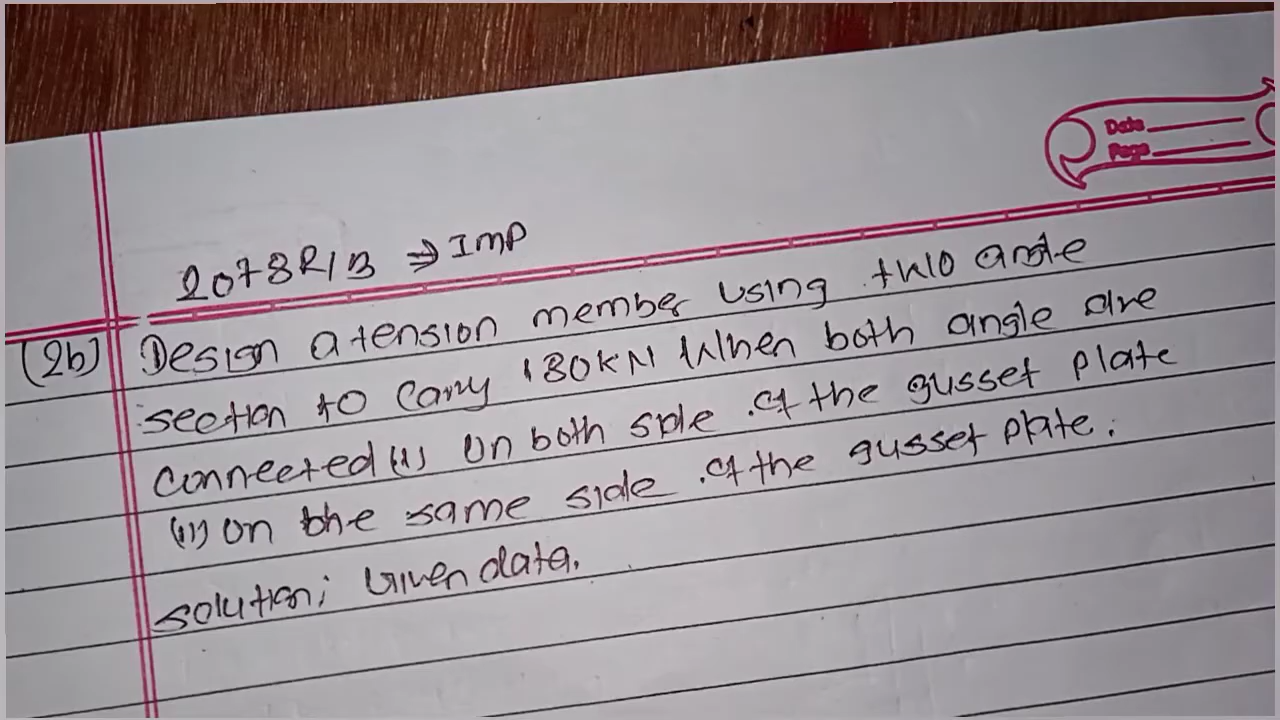 Date
Page
2078 R/B ⇒ IMP
(2b) Design a tension member using two angle
section to carry 180KN When both angle are
connected (i) on both side of the gusset plate
(ii) on the same side of the gusset plate.
solution; Given data.